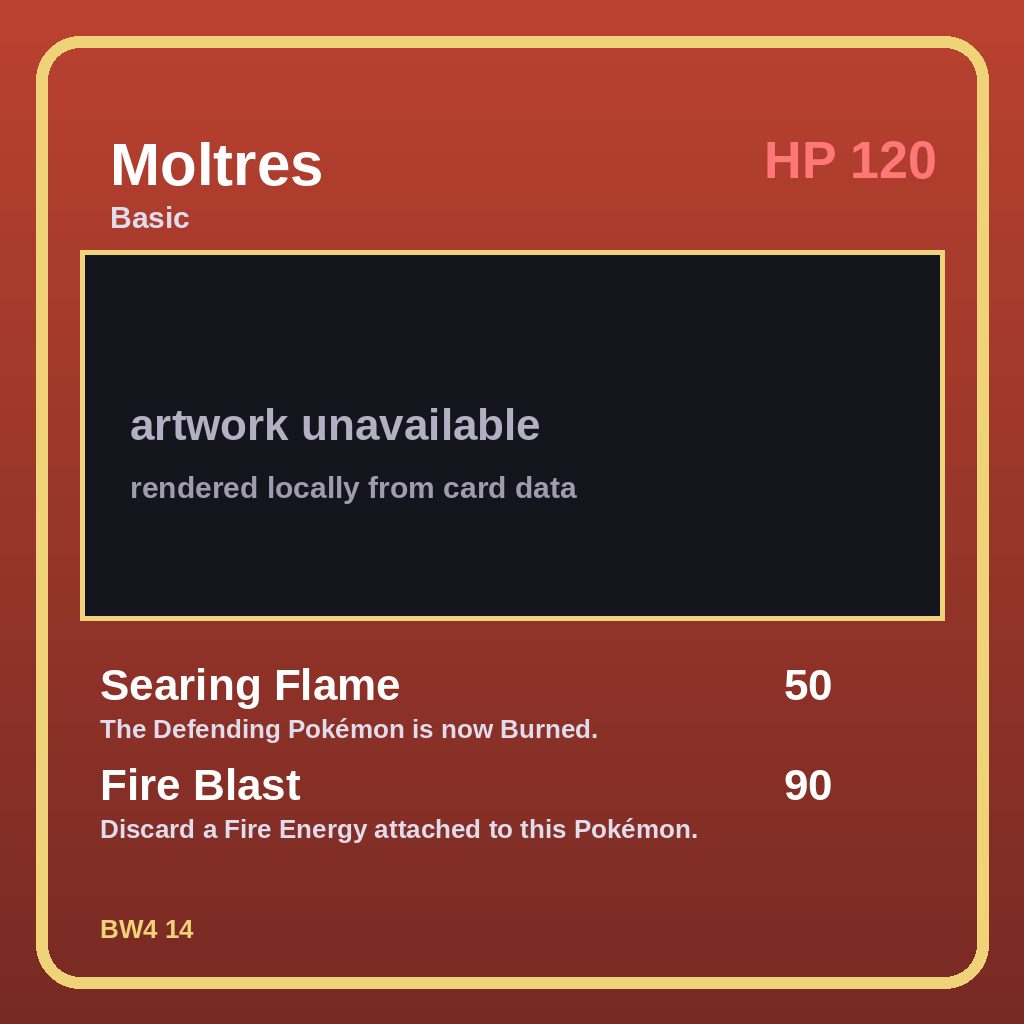 Moltres
HP 120
Basic
artwork unavailable
rendered locally from card data
Searing Flame 50
The Defending Pokémon is now Burned.
Fire Blast 90
Discard a Fire Energy attached to this Pokémon.
BW4 14